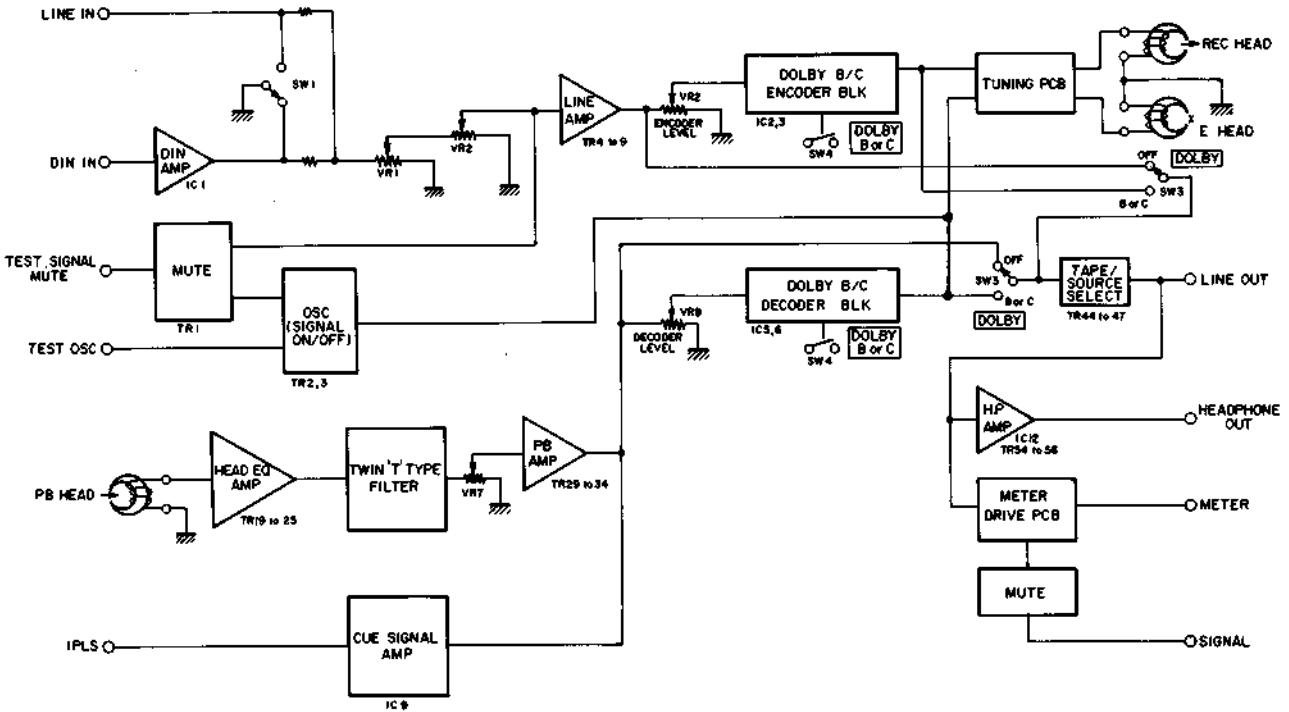 LINE IN
SW1
DIN IN
DIN
AMP
IC1
VR1
VR2
LINE
AMP
TR4 to 9
VR2
ENCODER
LEVEL
DOLBY B/C
ENCODER BLK
IC2,3
SW4
DOLBY
B or C
TUNING PCB
REC HEAD
E HEAD
OFF
DOLBY
SW3
B or C
TEST SIGNAL
MUTE
MUTE
TR1
OSC
(SIGNAL
ON/OFF)
TR2,3
TEST OSC
DECODER
LEVEL
DOLBY B/C
DECODER BLK
IC5,6
SW4
DOLBY
B or C
OFF
SW3
B or C
DOLBY
TAPE/
SOURCE
SELECT
TR44 to 47
LINE OUT
PB HEAD
HEAD EQ
AMP
TR19 to 25
TWIN 'T' TYPE
FILTER
VR7
PB
AMP
TR29 to 34
H.P
AMP
IC12
TR54 to 56
HEADPHONE
OUT
METER
DRIVE PCB
METER
MUTE
SIGNAL
IPLS
CUE SIGNAL
AMP